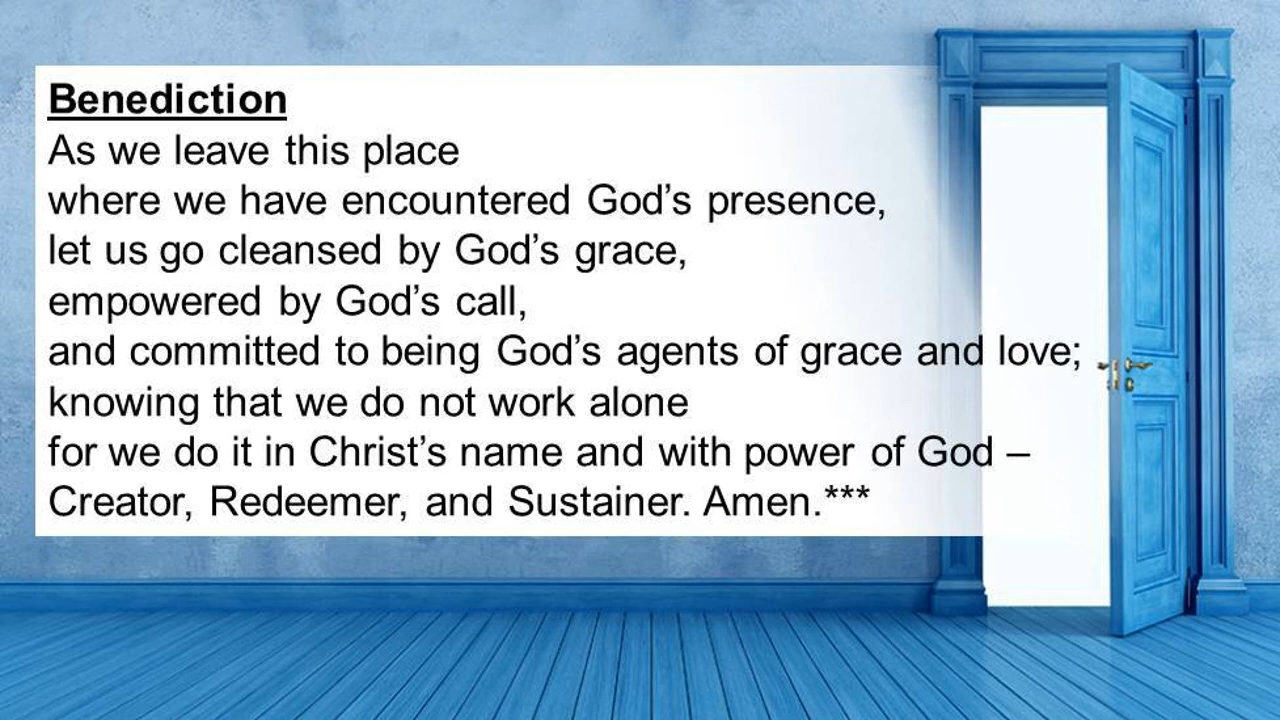 Benediction
As we leave this place
where we have encountered God’s presence,
let us go cleansed by God’s grace,
empowered by God’s call,
and committed to being God’s agents of grace and love;
knowing that we do not work alone
for we do it in Christ’s name and with power of God –
Creator, Redeemer, and Sustainer. Amen.***